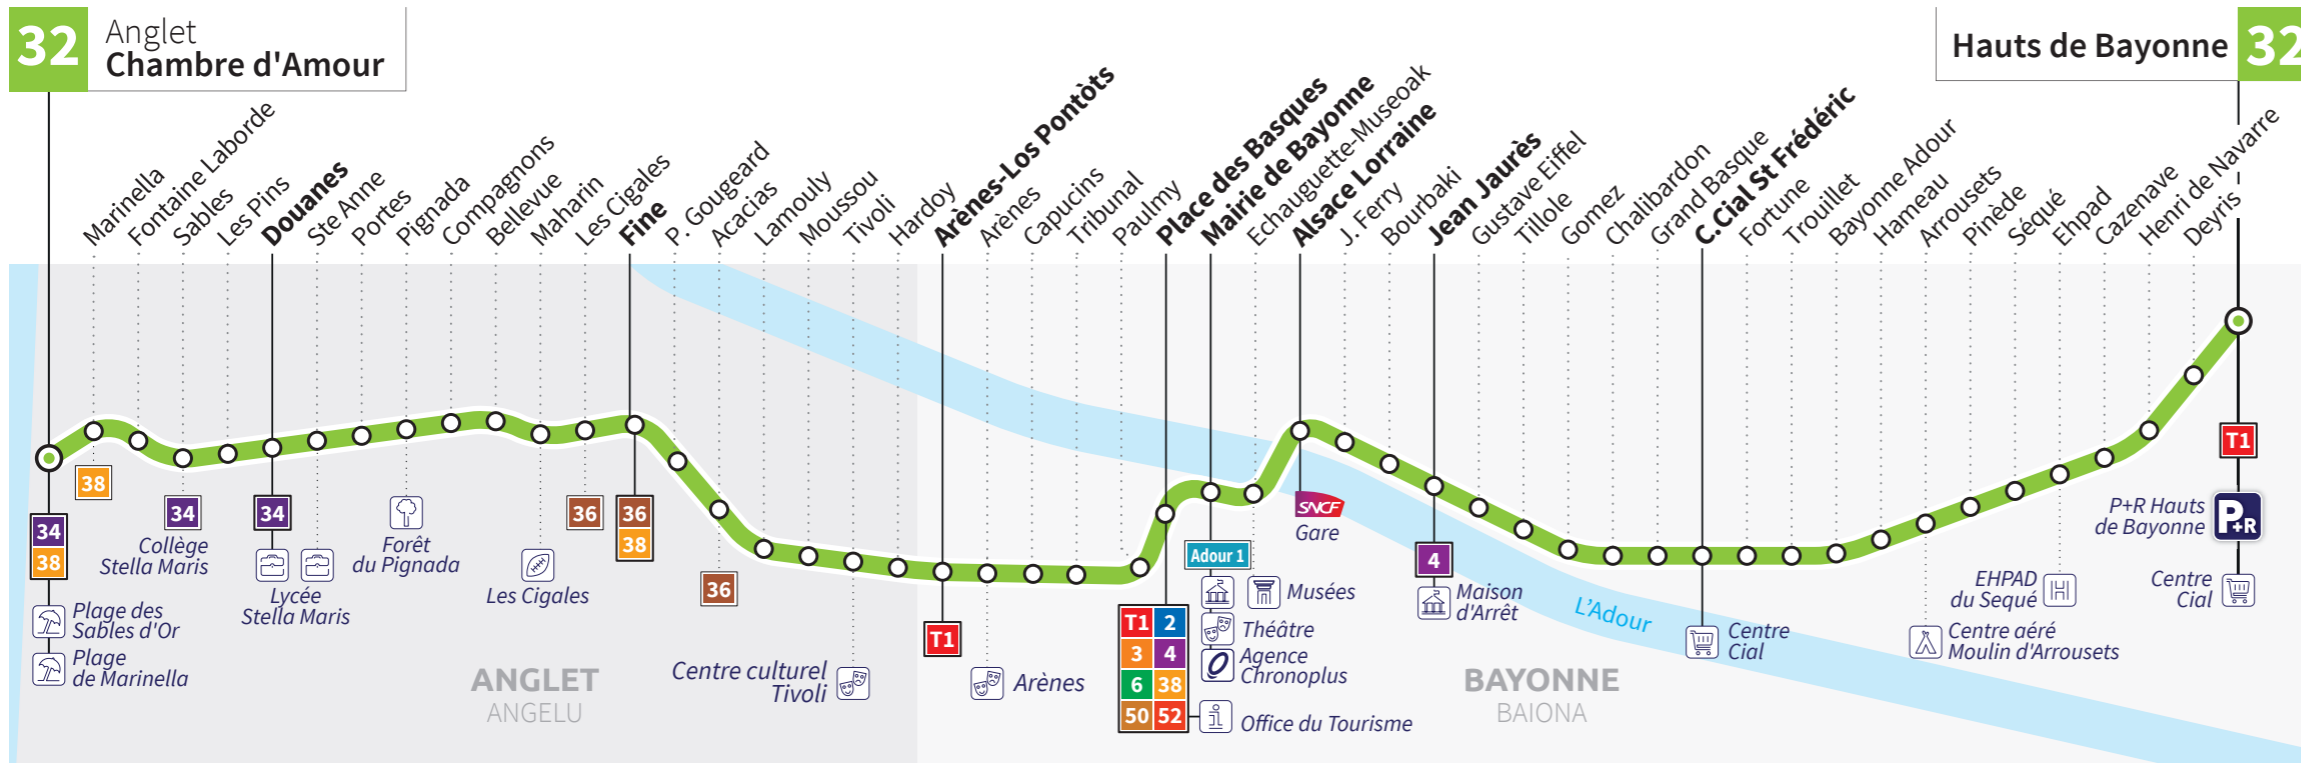 32
Anglet
Chambre d'Amour
Hauts de Bayonne
32
Marinella
Fontaine Laborde
Sables
Les Pins
Douanes
Ste Anne
Portes
Pignada
Compagnons
Bellevue
Maharin
Les Cigales
Fine
P. Gougeard
Acacias
Lamouly
Moussou
Tivoli
Hardoy
Arènes-Los Pontòts
Arènes
Capucins
Tribunal
Paulmy
Place des Basques
Mairie de Bayonne
Echauguette-Museoak
Alsace Lorraine
J. Ferry
Bourbaki
Jean Jaurès
Gustave Eiffel
Tillole
Gomez
Chalibardon
Grand Basque
C.Cial St Frédéric
Fortune
Trouillet
Bayonne Adour
Hameau
Arrousets
Pinède
Séqué
Ehpad
Cazenave
Henri de Navarre
Deyris
34
38
Plage des
Sables d'Or
Plage
de Marinella
38
34
Collège
Stella Maris
34
Lycée
Stella Maris
Forêt
du Pignada
Les Cigales
36
36
38
36
ANGLET
ANGELU
Centre culturel
Tivoli
T1
Arènes
T1 2
3 4
6 38
50 52
Adour 1
Musées
Théâtre
Agence
Chronoplus
Office du Tourisme
SNCF
Gare
4
Maison
d'Arrêt
BAYONNE
BAIONA
L'Adour
Centre
Cial
Centre aéré
Moulin d'Arrousets
EHPAD
du Sequé
T1
P+R Hauts
de Bayonne
P+R
Centre
Cial